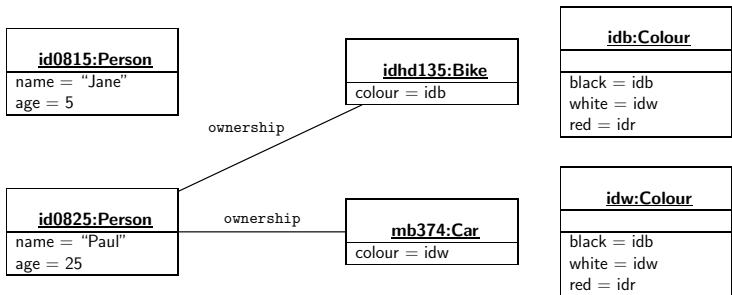 id0815:Person
name = “Jane”
age = 5
idhd135:Bike
colour = idb
idb:Colour
black = idb
white = idw
red = idr
ownership
id0825:Person
name = “Paul”
age = 25
ownership
mb374:Car
colour = idw
idw:Colour
black = idb
white = idw
red = idr